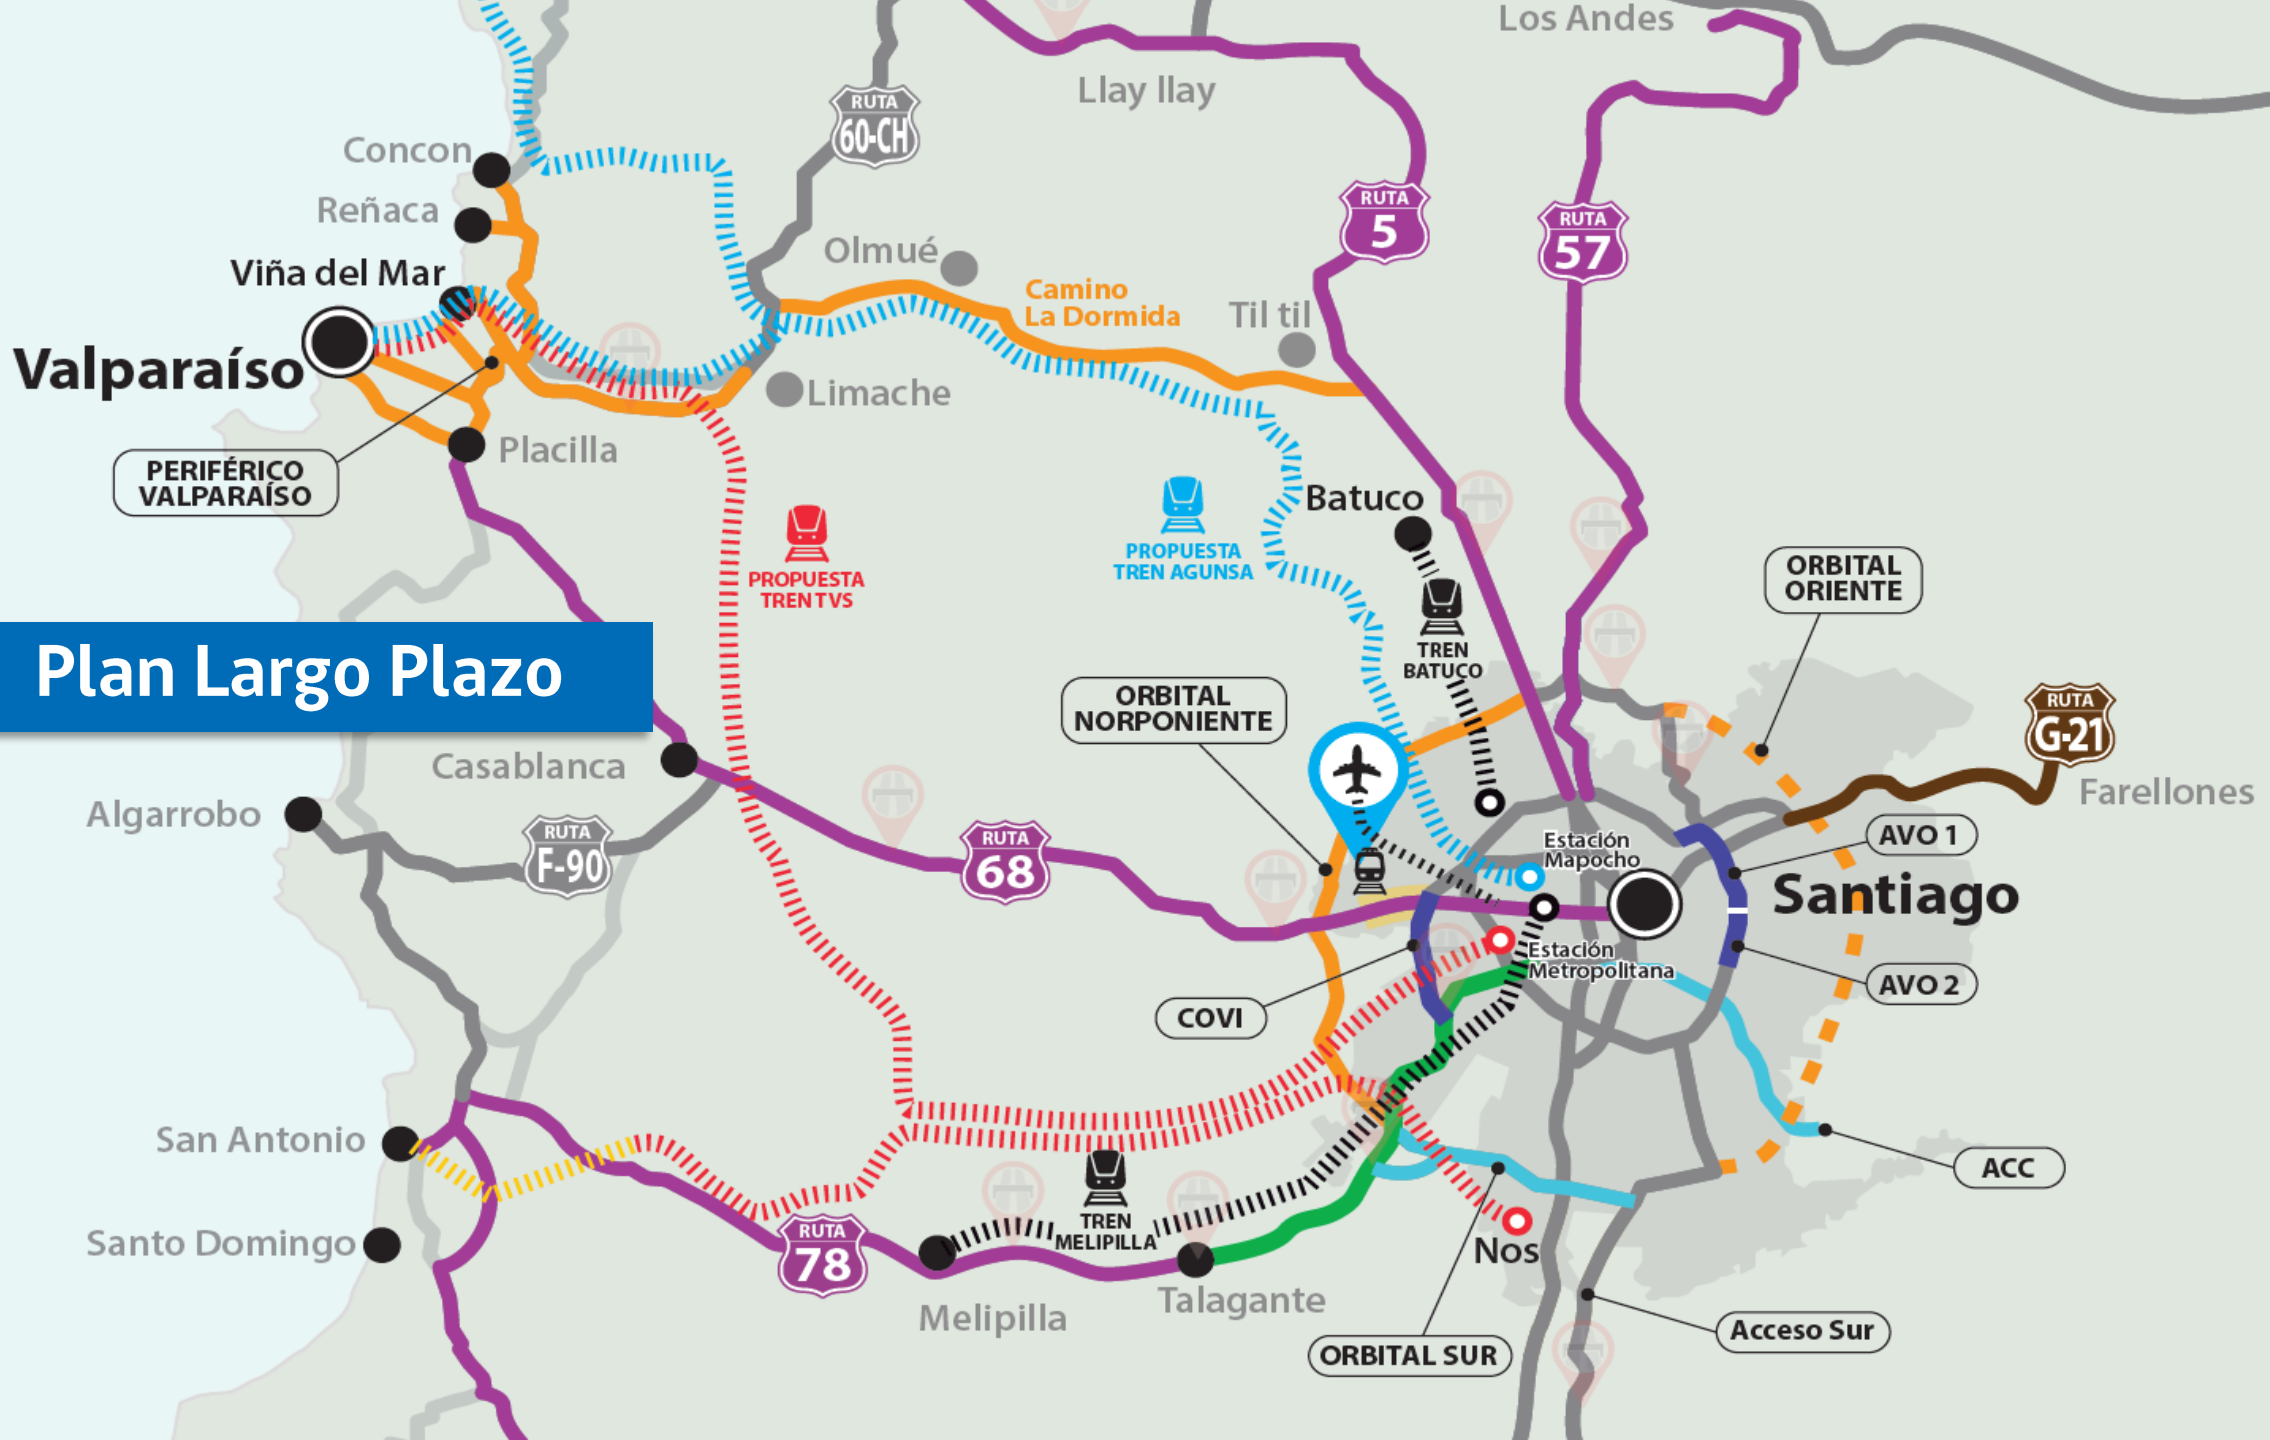 Los Andes
Llay llay
RUTA
60-CH
Concon
Reñaca
RUTA
5
RUTA
57
Olmué
Viña del Mar
Camino
La Dormida
Til til
Valparaíso
Limache
Placilla
PERIFÉRICO
VALPARAÍSO
Batuco
PROPUESTA
TREN AGUNSA
PROPUESTA
TREN TVS
ORBITAL
ORIENTE
TREN
BATUCO
Plan Largo Plazo
ORBITAL
NORPONIENTE
RUTA
G-21
Casablanca
Farellones
Algarrobo
RUTA
F-90
RUTA
68
Estación
Mapocho
AVO 1
Santiago
Estación
Metropolitana
AVO 2
COVI
San Antonio
ACC
TREN
MELIPILLA
Santo Domingo
RUTA
78
Nos
Melipilla
Talagante
ORBITAL SUR
Acceso Sur